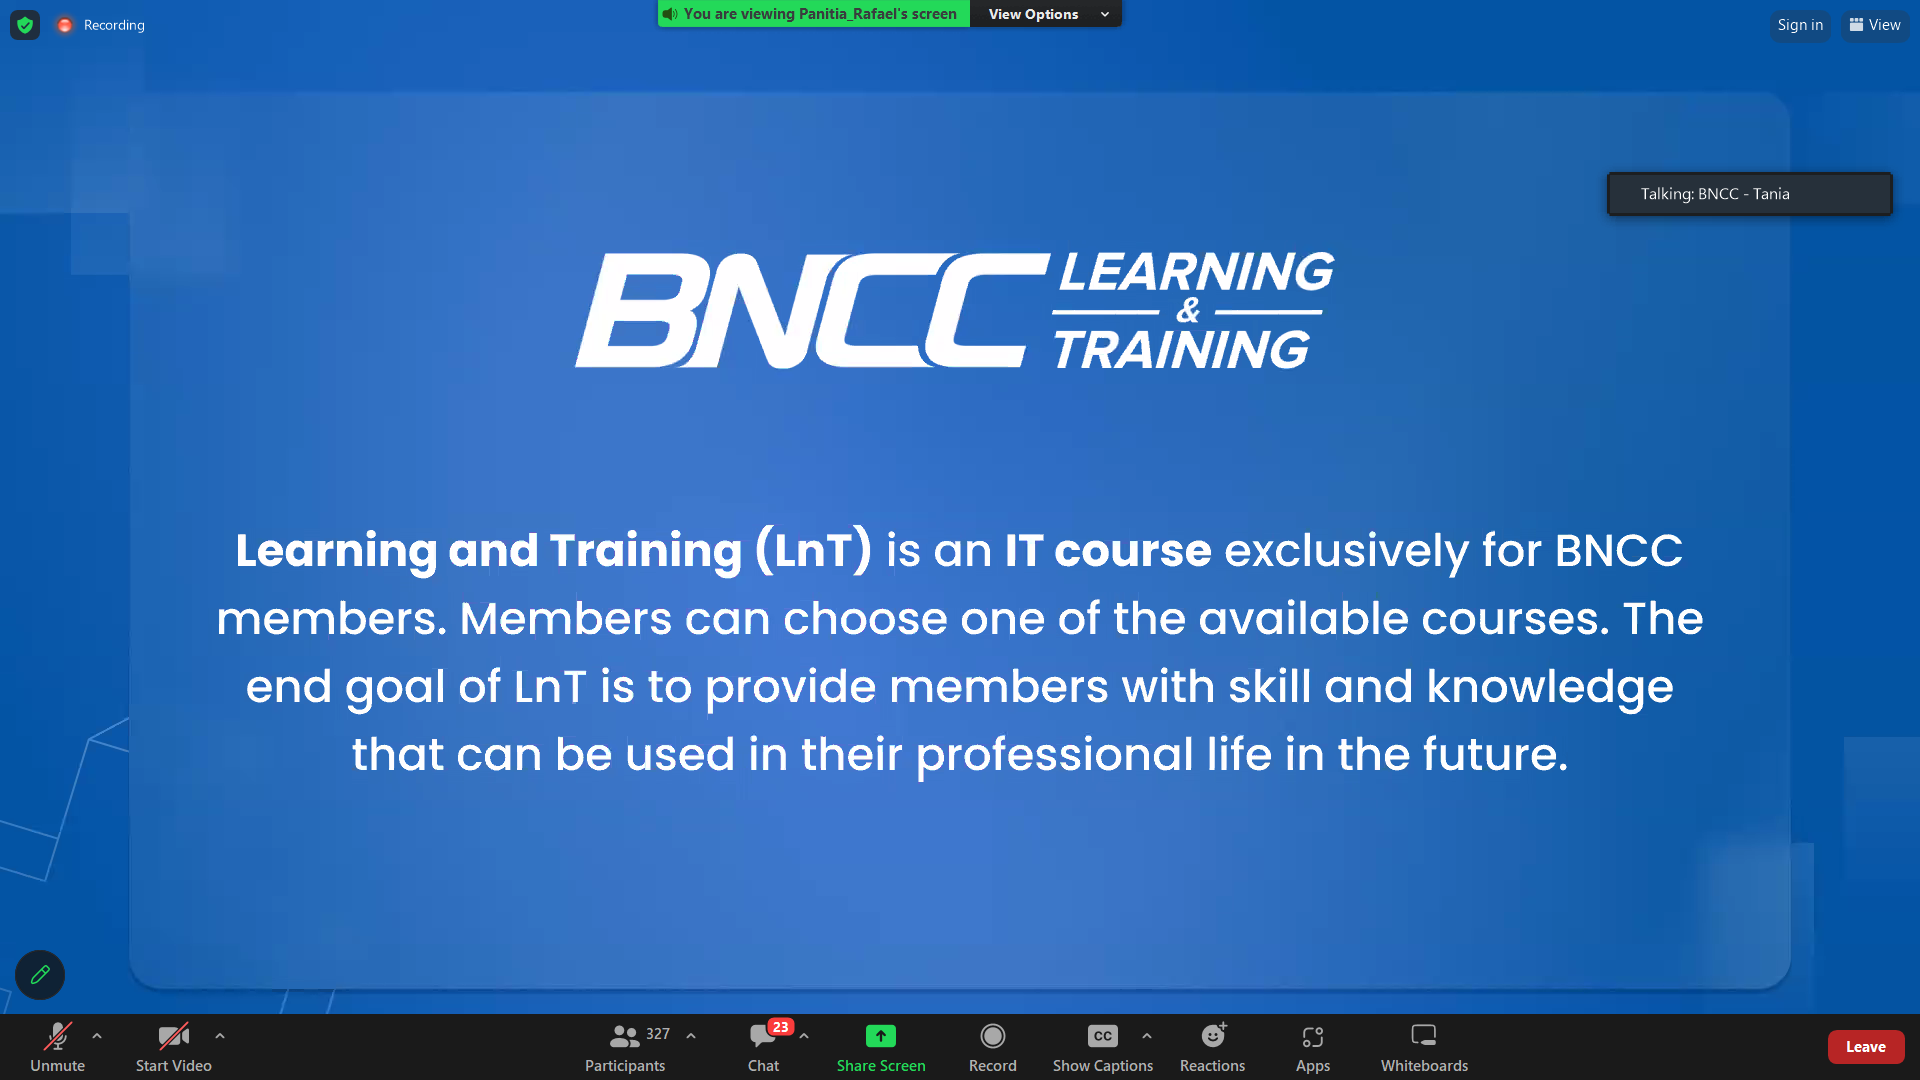 Recording
You are viewing Panitia_Rafael's screen
View Options
Sign in
View
Talking: BNCC - Tania
BNCC LEARNING
&
TRAINING
Learning and Training (LnT) is an IT course exclusively for BNCC
members. Members can choose one of the available courses. The
end goal of LnT is to provide members with skill and knowledge
that can be used in their professional life in the future.
Unmute
Start Video
327
Participants
23
Chat
Share Screen
Record
CC
Show Captions
Reactions
Apps
Whiteboards
Leave